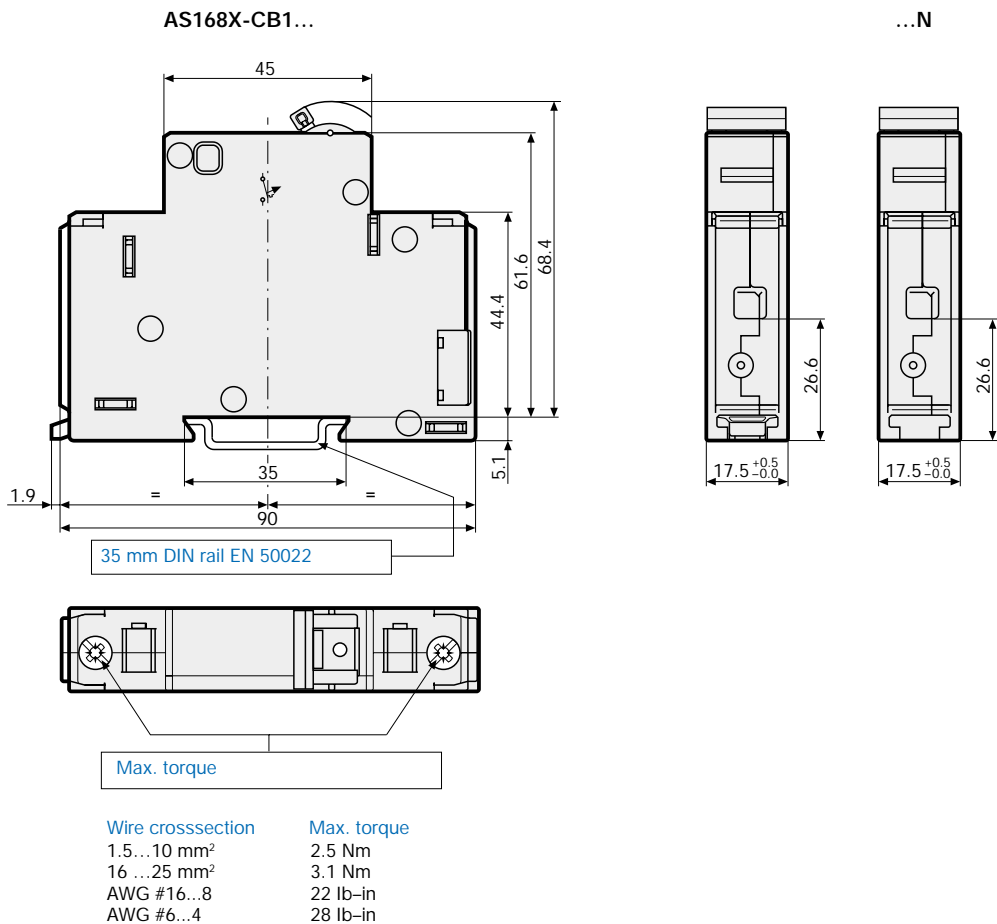 AS168X-CB1...
...N
45
44.4
61.6
68.4
5.1
35
1.9
=
=
90
35 mm DIN rail EN 50022
26.6
17.5 +0.5 –0.0
26.6
17.5 +0.5 –0.0
Max. torque
Wire crosssection Max. torque
1.5...10 mm² 2.5 Nm
16 ...25 mm² 3.1 Nm
AWG #16...8 22 lb–in
AWG #6...4 28 lb–in